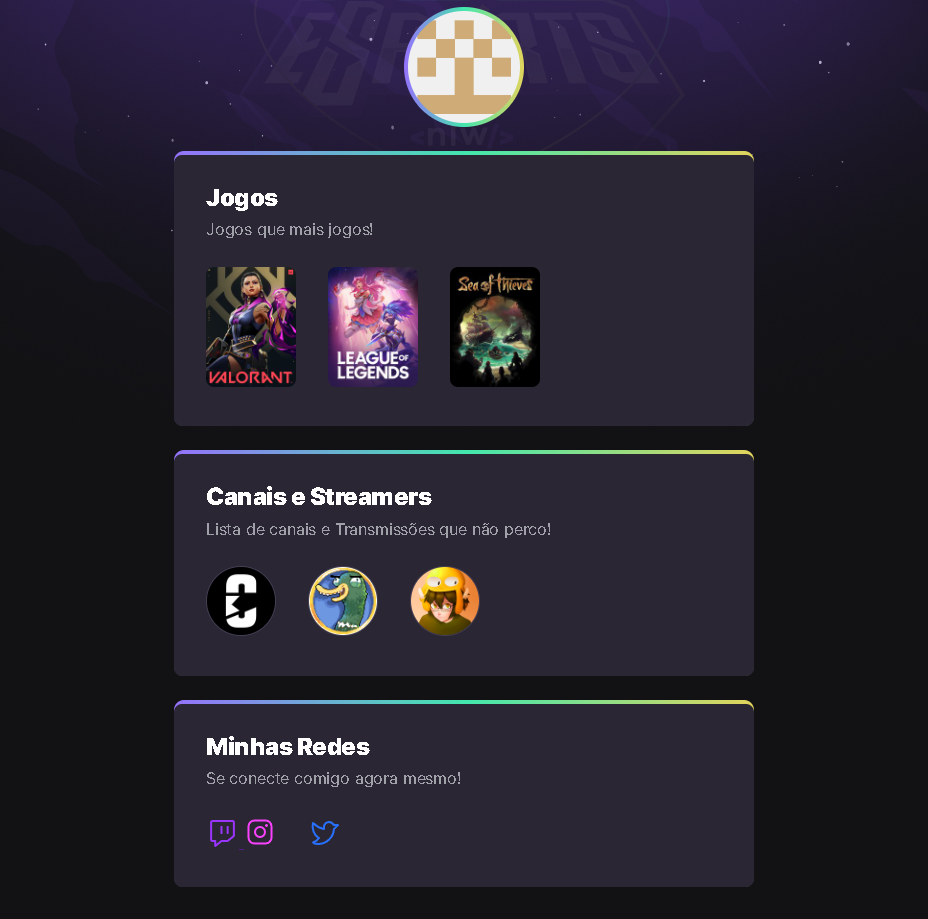 ESPORTS
<nlw/>
Jogos
Jogos que mais jogos!
VALORANT
LEAGUE OF
LEGENDS
Sea of Thieves
Canais e Streamers
Lista de canais e Transmissões que não perco!
Minhas Redes
Se conecte comigo agora mesmo!